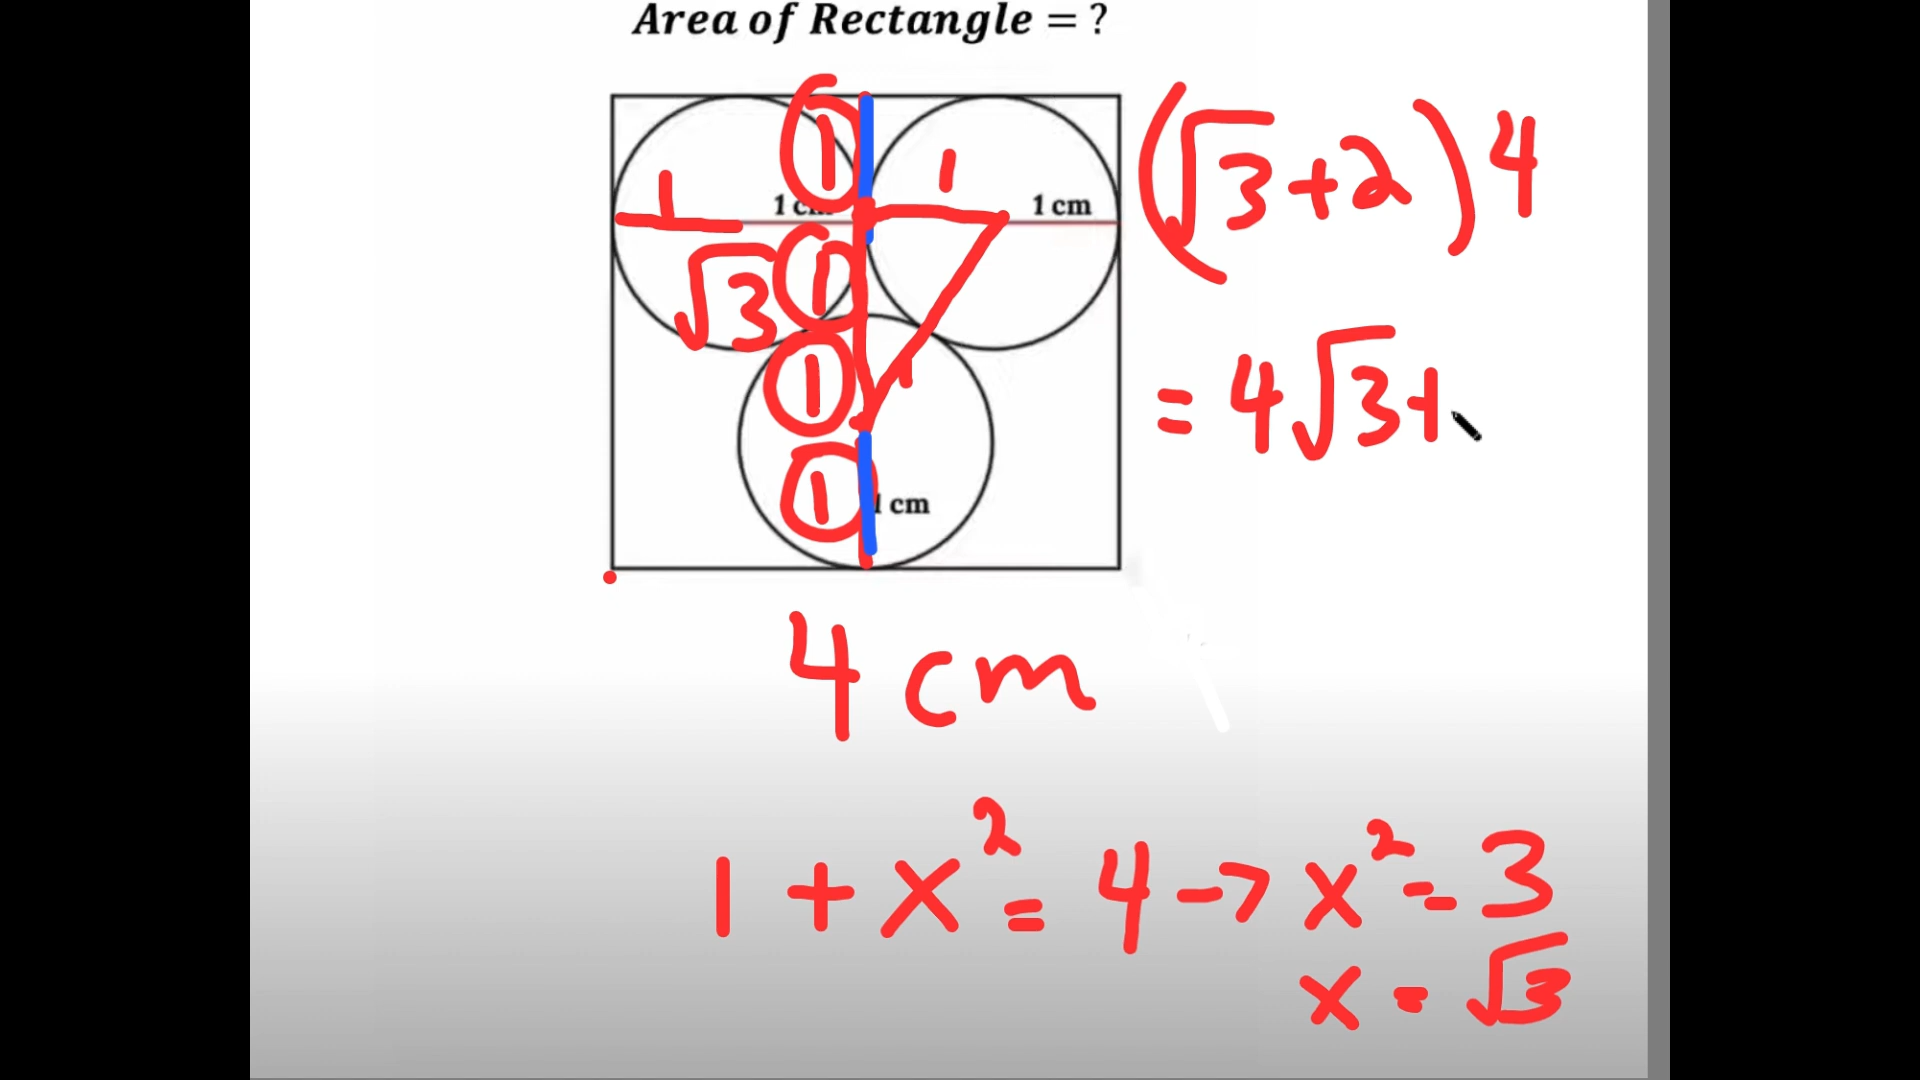 Area of Rectangle = ?
1
1
1 cm
1
1 cm
(√3+2)4
√3
1
1
1
= 4√3+
1
1 cm
4 cm
1 + x² = 4 → x² = 3
x = √3